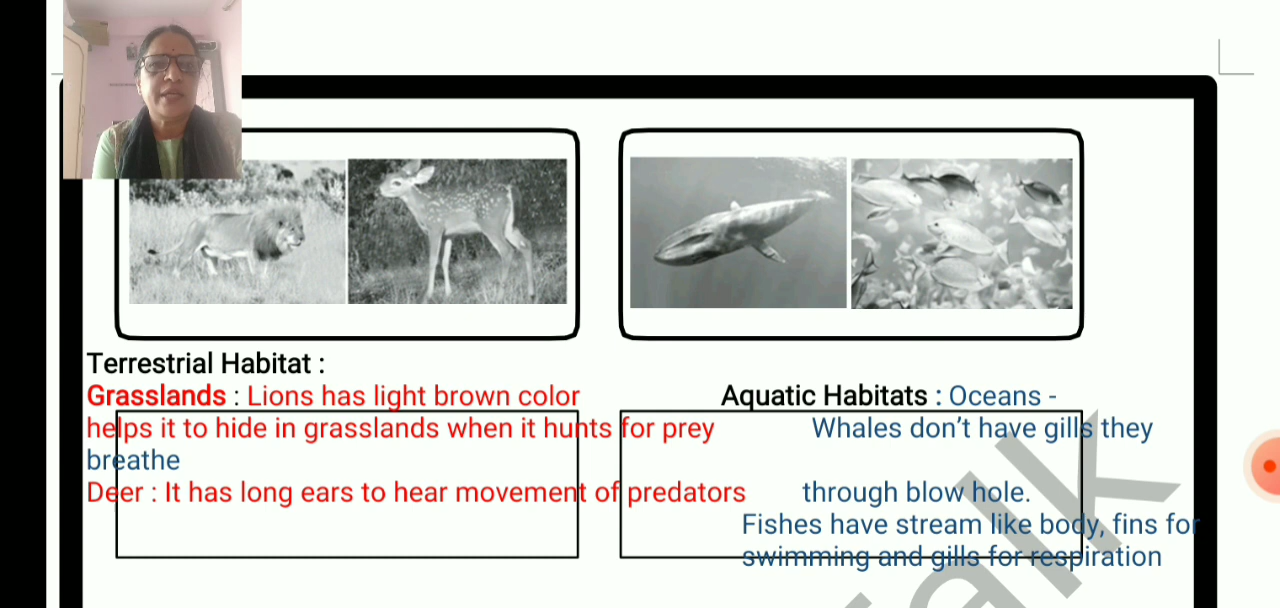 Terrestrial Habitat :
Grasslands : Lions has light brown color Aquatic Habitats : Oceans -
helps it to hide in grasslands when it hunts for prey Whales don’t have gills they
breathe
Deer : It has long ears to hear movement of predators through blow hole.
Fishes have stream like body, fins for
swimming and gills for respiration